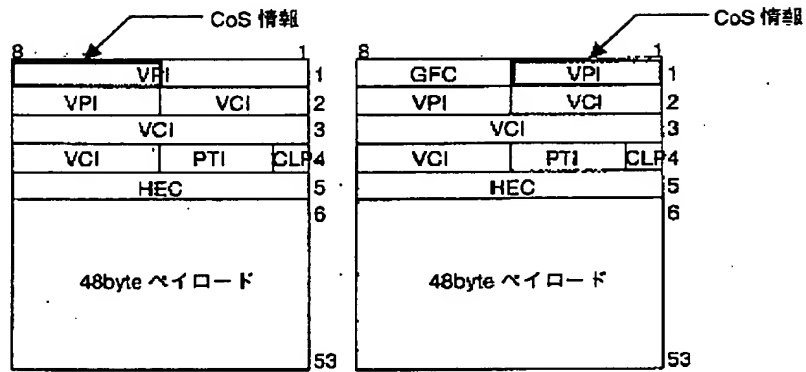 CoS 情報
8 1
VPI 1
VPI VCI 2
VCI 3
VCI PTI CLP 4
HEC 5
6
48byte ペイロード
53
CoS 情報
8 1
GFC VPI 1
VPI VCI 2
VCI 3
VCI PTI CLP 4
HEC 5
6
48byte ペイロード
53